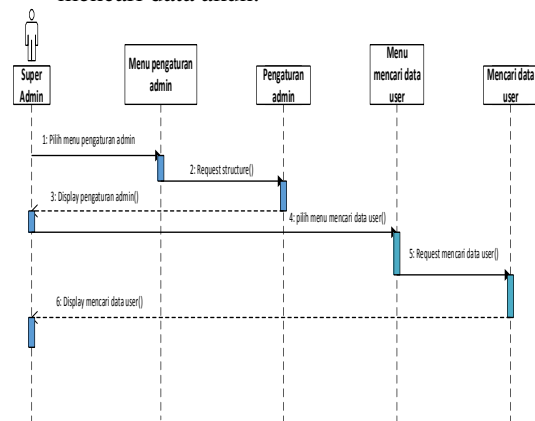 Super
Admin
Menu pengaturan
admin
Pengaturan
admin
Menu
mencari data
user
Mencari data
user
1: Pilih menu pengaturan admin
2: Request structure()
3: Display pengaturan admin()
4: pilih menu mencari data user()
5: Request mencari data user()
6: Display mencari data user()